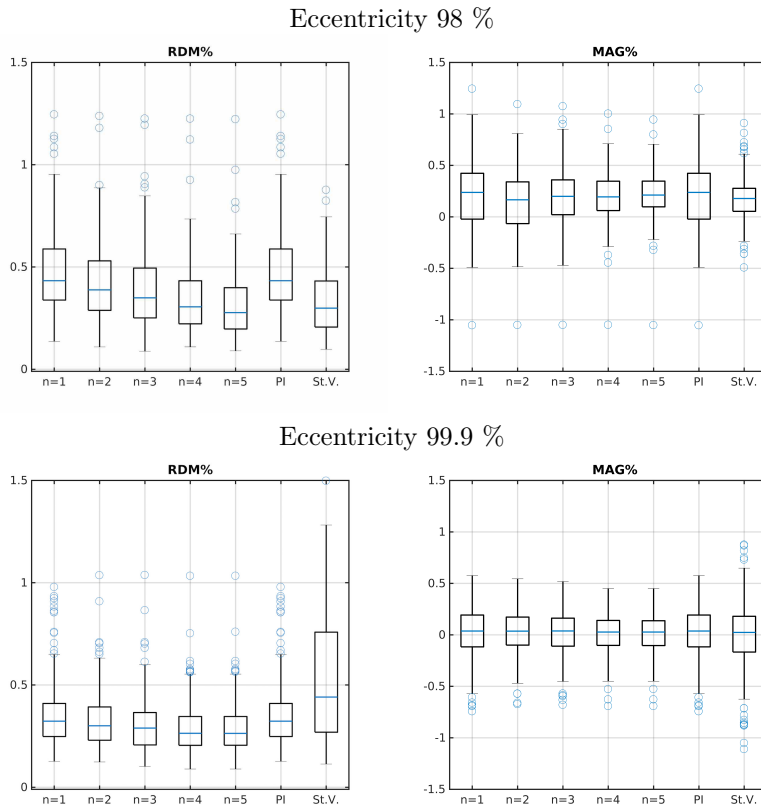 Eccentricity 98 %
RDM%
1.5
1
0.5
0
n=1 n=2 n=3 n=4 n=5 PI St.V.
MAG%
1.5
1
0.5
0
-0.5
-1
-1.5
n=1 n=2 n=3 n=4 n=5 PI St.V.
Eccentricity 99.9 %
RDM%
1.5
1
0.5
0
n=1 n=2 n=3 n=4 n=5 PI St.V.
MAG%
1.5
1
0.5
0
-0.5
-1
-1.5
n=1 n=2 n=3 n=4 n=5 PI St.V.